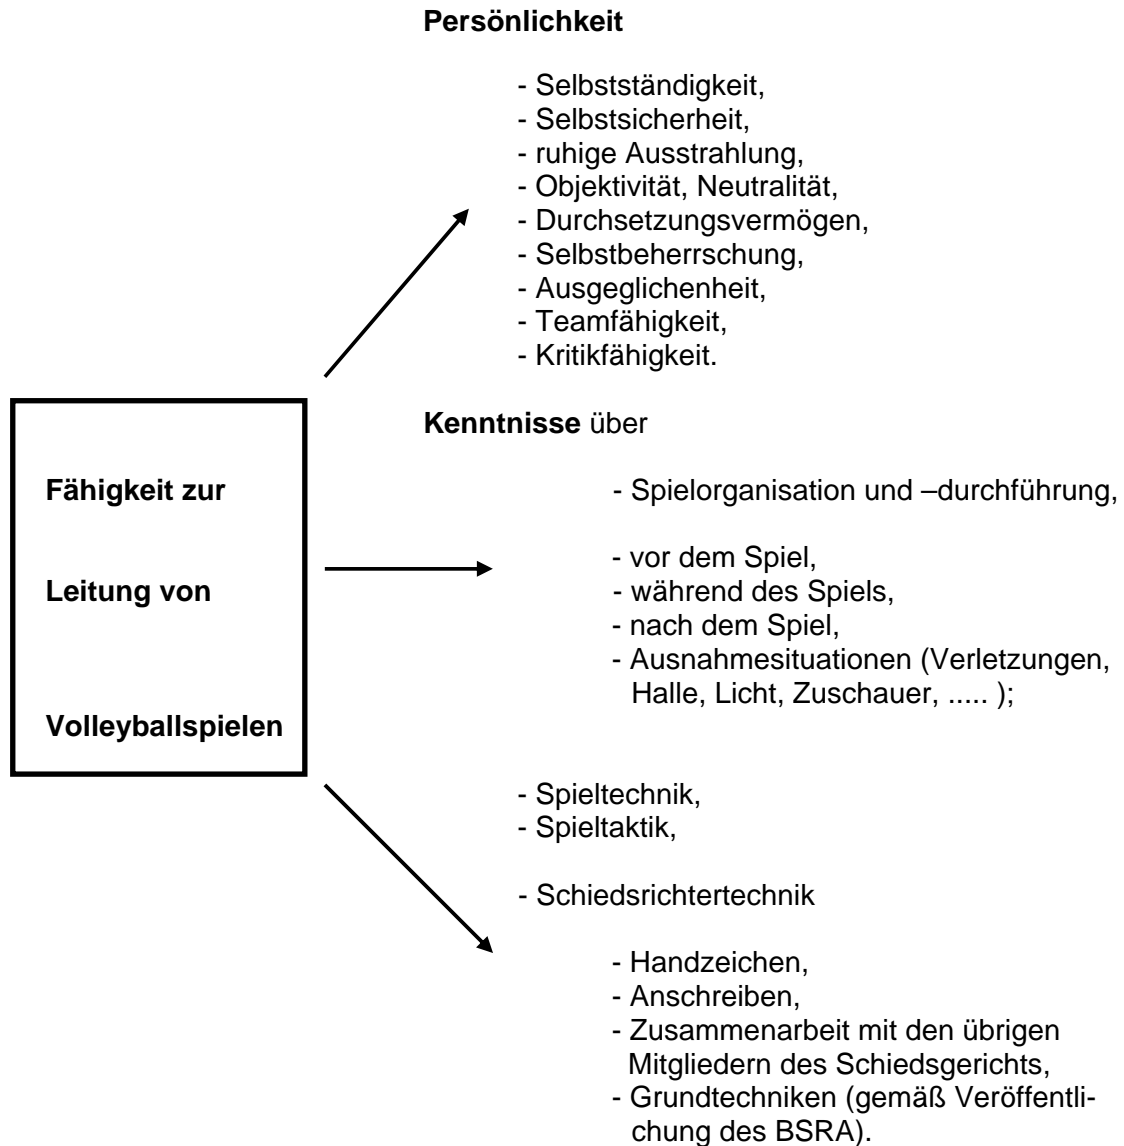 Persönlichkeit
- Selbstständigkeit,
- Selbstsicherheit,
- ruhige Ausstrahlung,
- Objektivität, Neutralität,
- Durchsetzungsvermögen,
- Selbstbeherrschung,
- Ausgeglichenheit,
- Teamfähigkeit,
- Kritikfähigkeit.
Fähigkeit zur
Leitung von
Volleyballspielen
Kenntnisse über
- Spielorganisation und –durchführung,
- vor dem Spiel,
- während des Spiels,
- nach dem Spiel,
- Ausnahmesituationen (Verletzungen,
Halle, Licht, Zuschauer, ..... );
- Spieltechnik,
- Spieltaktik,
- Schiedsrichtertechnik
- Handzeichen,
- Anschreiben,
- Zusammenarbeit mit den übrigen
Mitgliedern des Schiedsgerichts,
- Grundtechniken (gemäß Veröffentli-
chung des BSRA).